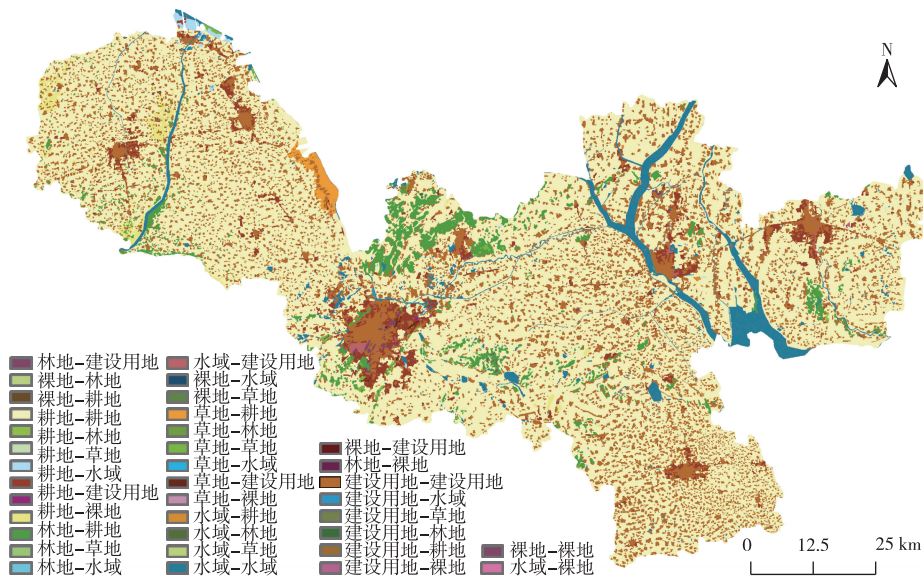 N
林地-建设用地
裸地-林地
裸地-耕地
耕地-耕地
耕地-林地
耕地-草地
耕地-水域
耕地-建设用地
耕地-裸地
林地-耕地
林地-草地
林地-水域
水域-建设用地
裸地-水域
裸地-草地
草地-耕地
草地-林地
草地-草地
草地-水域
草地-建设用地
草地-裸地
水域-耕地
水域-林地
水域-草地
水域-水域
裸地-建设用地
林地-裸地
建设用地-建设用地
建设用地-水域
建设用地-草地
建设用地-林地
建设用地-耕地
建设用地-裸地
裸地-裸地
水域-裸地
0 12.5 25 km